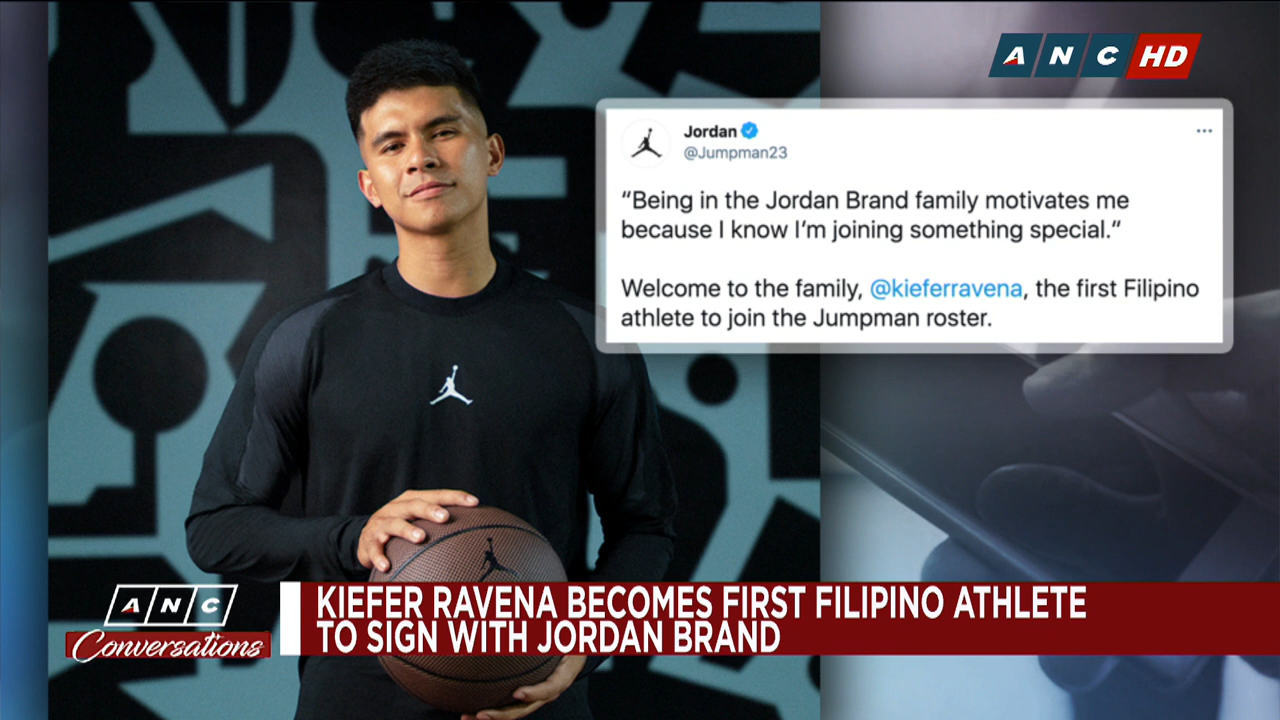 ANC HD
Jordan
@Jumpman23
“Being in the Jordan Brand family motivates me
because I know I’m joining something special.“
Welcome to the family, @kieferravena, the first Filipino
athlete to join the Jumpman roster.
ANC
Conversations
KIEFER RAVENA BECOMES FIRST FILIPINO ATHLETE
TO SIGN WITH JORDAN BRAND